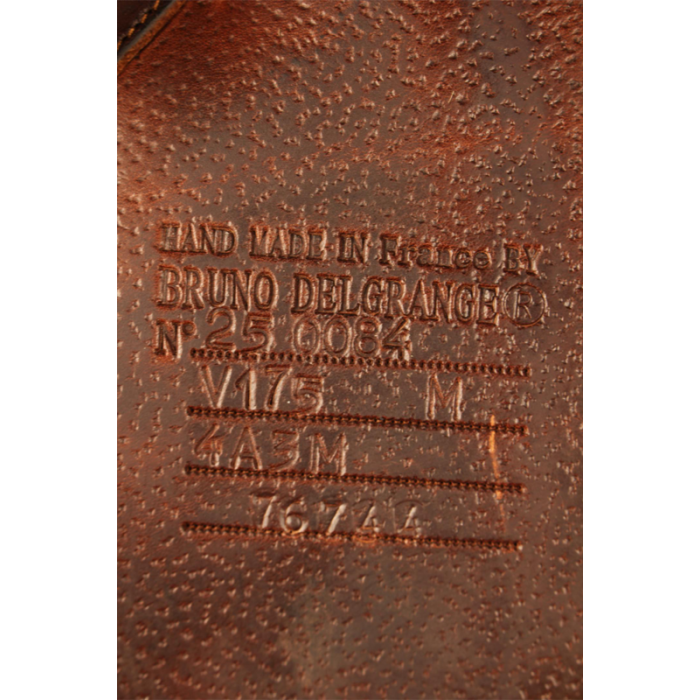 HAND MADE IN France BY
BRUNO DELGRANGE ®
N° 25 0084
V175 M
4A3M
76744